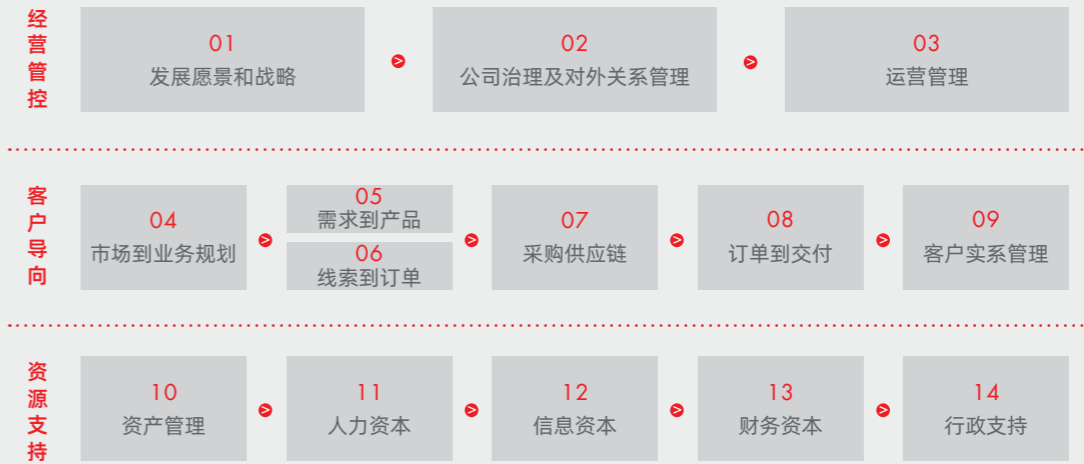 经营管控
01
发展愿景和战略
02
公司治理及对外关系管理
03
运营管理
客户导向
04
市场到业务规划
05
需求到产品
06
线索到订单
07
采购供应链
08
订单到交付
09
客户实系管理
资源支持
10
资产管理
11
人力资本
12
信息资本
13
财务资本
14
行政支持